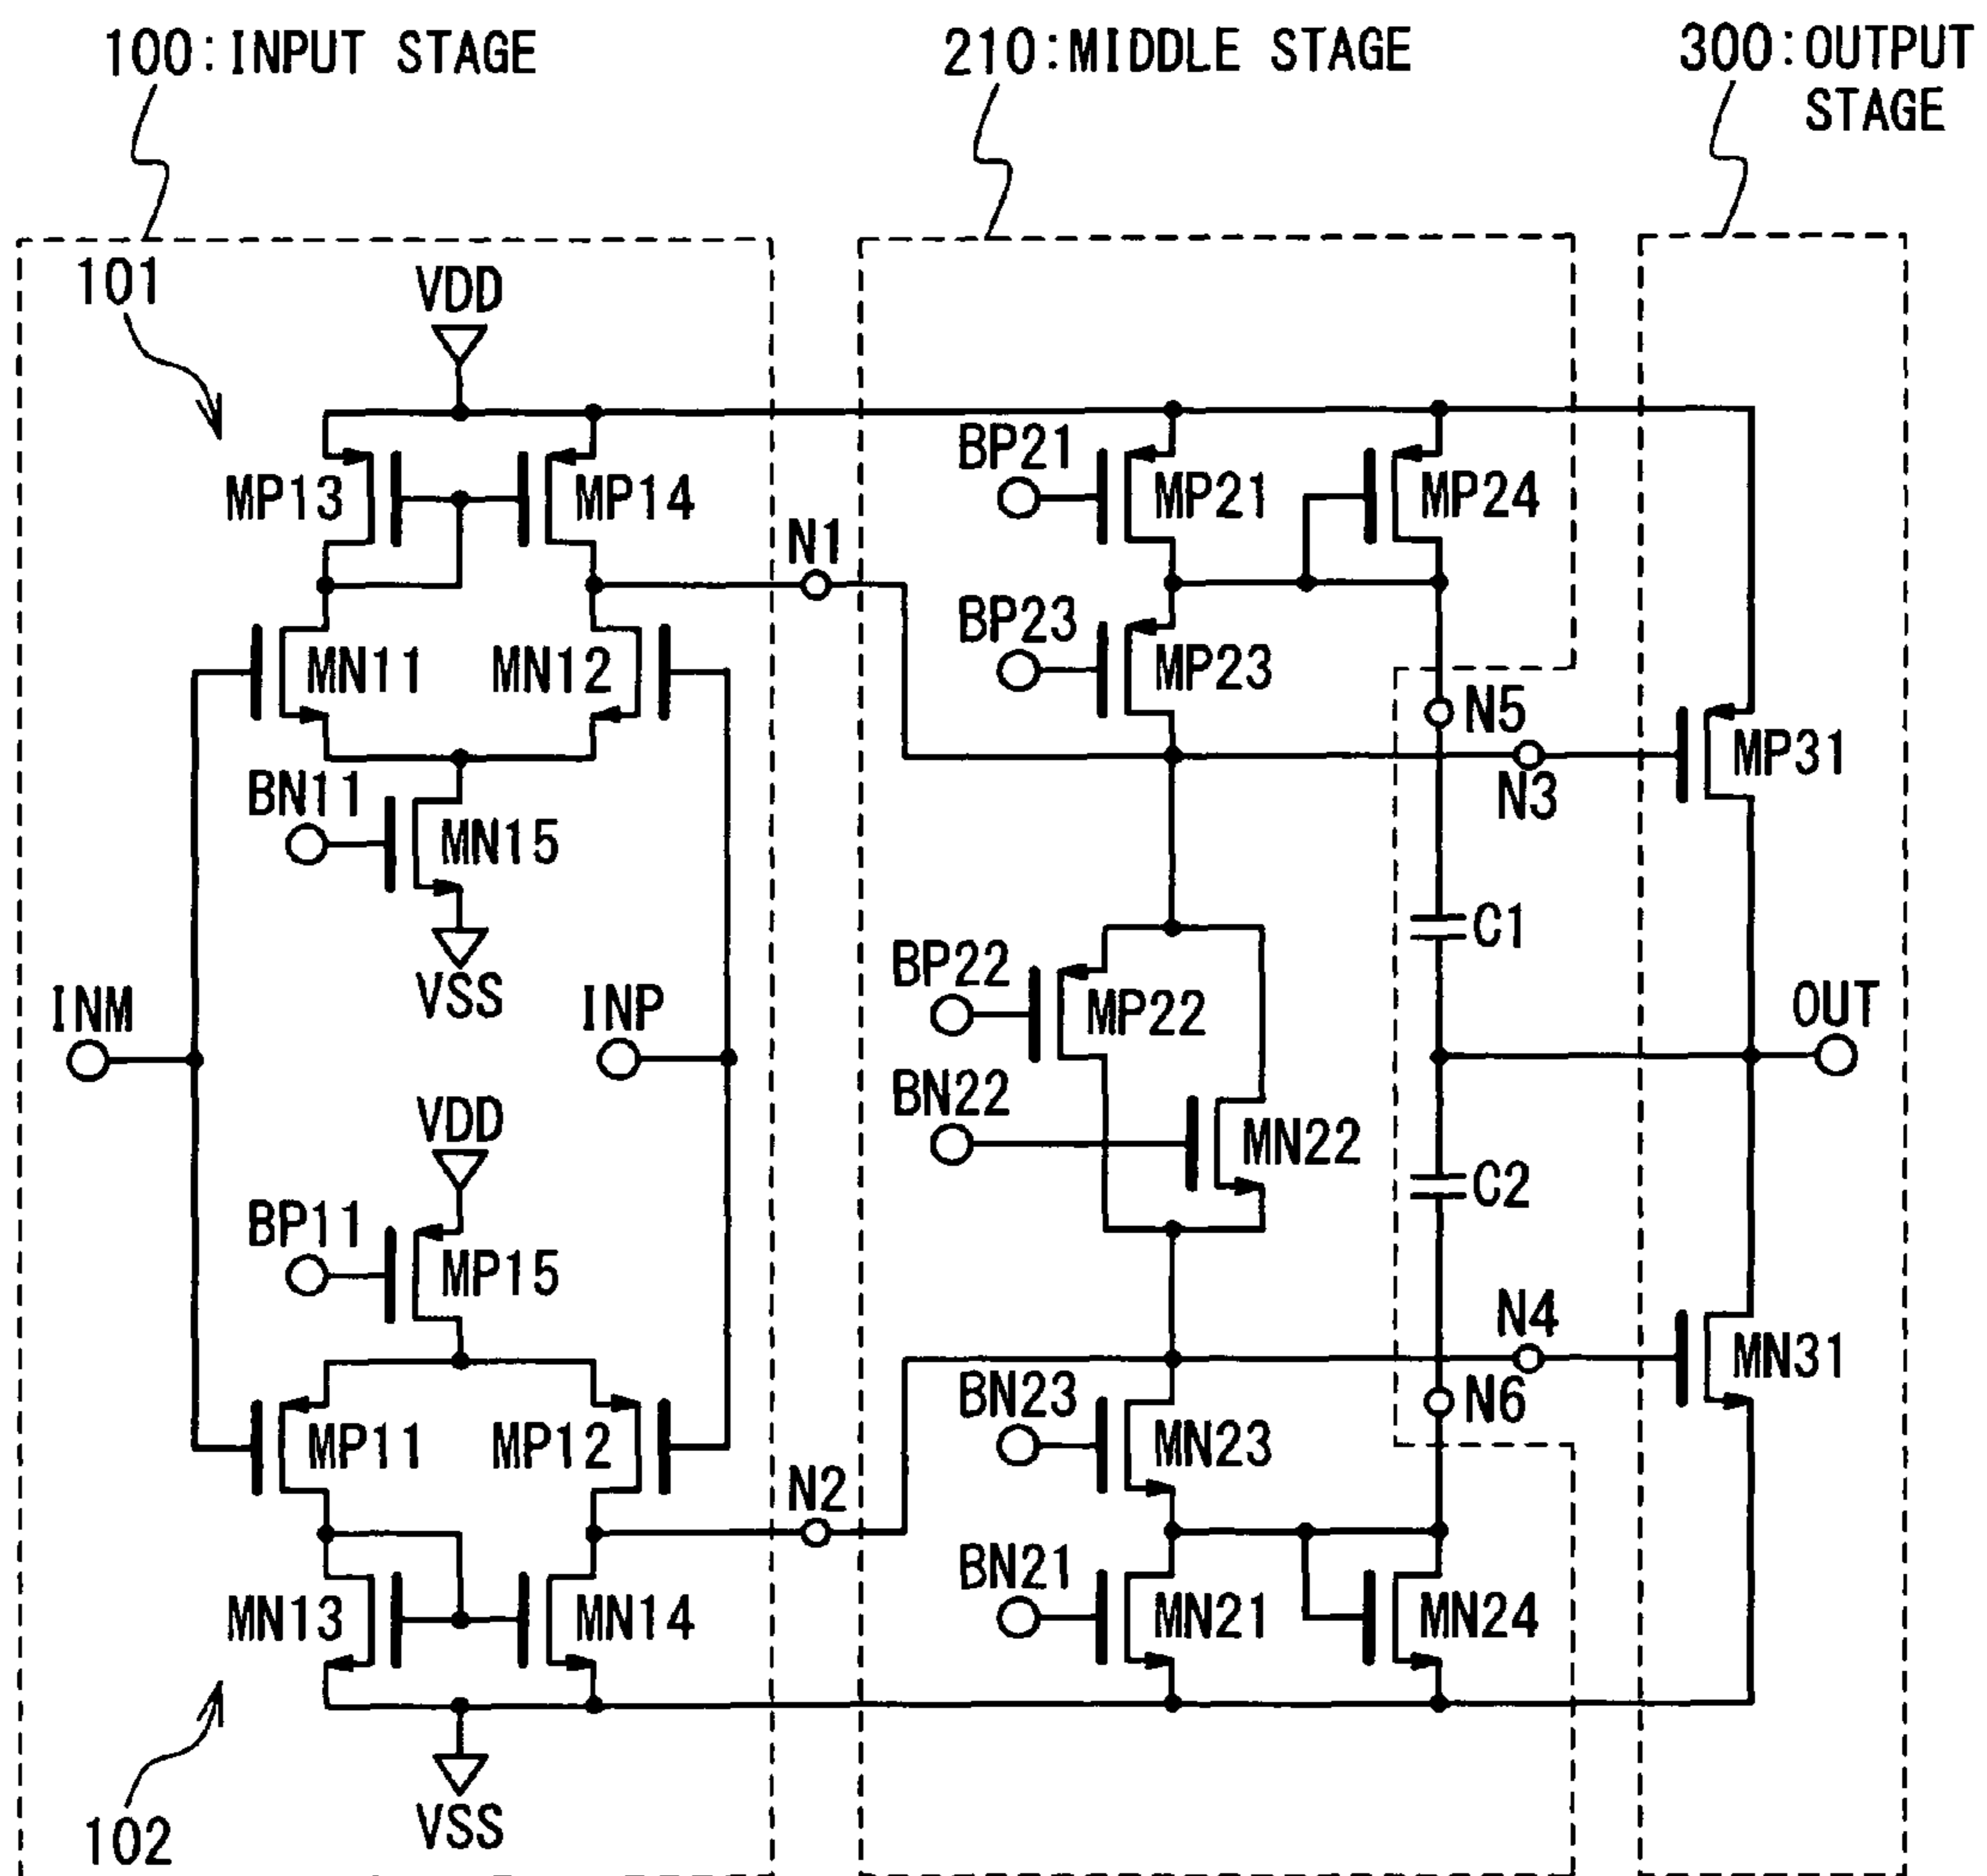 100:INPUT STAGE
210:MIDDLE STAGE
300:OUTPUT
STAGE
101
VDD
BP21
MP13
MP14
MP21
MP24
N1
BP23
MN11
MN12
MP23
N5
MP31
BN11
N3
MN15
C1
BP22
VSS
MP22
INM
INP
OUT
BN22
VDD
MN22
C2
BP11
MP15
N4
BN23
MN31
MP11
MP12
MN23
N6
N2
BN21
MN13
MN14
MN21
MN24
VSS
102